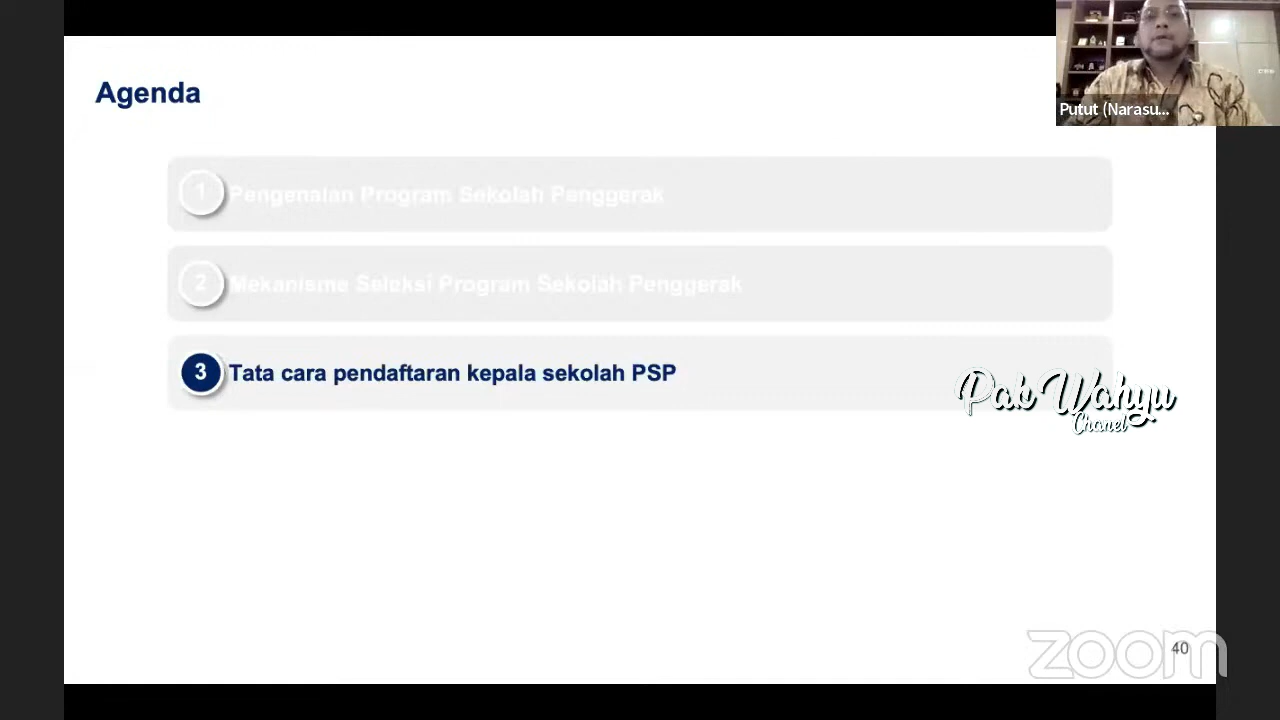 Agenda
Putut (Narasu...
1
Pengenalan Program Sekolah Penggerak
2
Mekanisme Seleksi Program Sekolah Penggerak
3
Tata cara pendaftaran kepala sekolah PSP
Pak Wahyu
Chanel
zoom
40